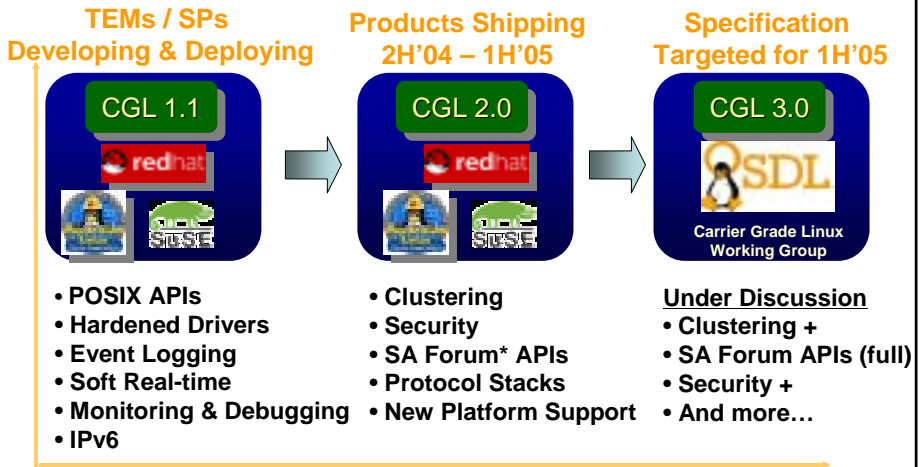 TEMs / SPs
Developing & Deploying
CGL 1.1
redhat
SuSE
• POSIX APIs
• Hardened Drivers
• Event Logging
• Soft Real-time
• Monitoring & Debugging
• IPv6
Products Shipping
2H’04 – 1H’05
CGL 2.0
redhat
SuSE
• Clustering
• Security
• SA Forum* APIs
• Protocol Stacks
• New Platform Support
Specification
Targeted for 1H’05
CGL 3.0
OSDL
Carrier Grade Linux
Working Group
Under Discussion
• Clustering +
• SA Forum APIs (full)
• Security +
• And more…